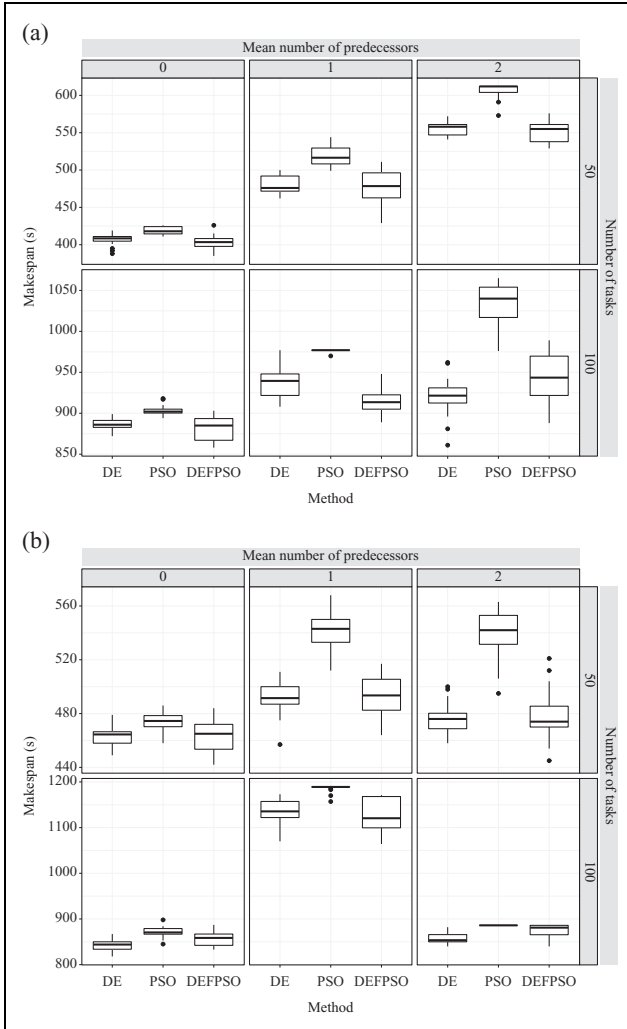 (a)
Mean number of predecessors
0 1 2
600
550
500
450
400
50
1050
1000
950
900
850
100
Makespan (s)
Number of tasks
DE PSO DEFPSO DE PSO DEFPSO DE PSO DEFPSO
Method
(b)
Mean number of predecessors
0 1 2
560
520
480
440
50
1200
1100
1000
900
800
100
Makespan (s)
Number of tasks
DE PSO DEFPSO DE PSO DEFPSO DE PSO DEFPSO
Method